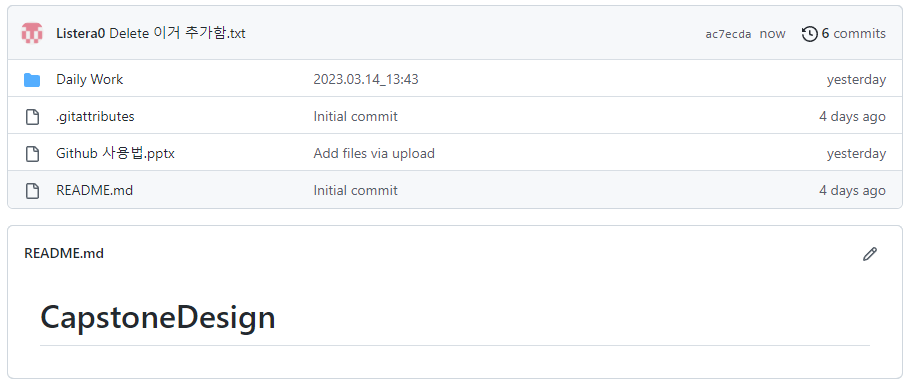 Listera0 Delete 이거 추가함.txt ac7ecda now 6 commits
Daily Work 2023.03.14_13:43 yesterday
.gitattributes Initial commit 4 days ago
Github 사용법.pptx Add files via upload yesterday
README.md Initial commit 4 days ago
README.md
CapstoneDesign